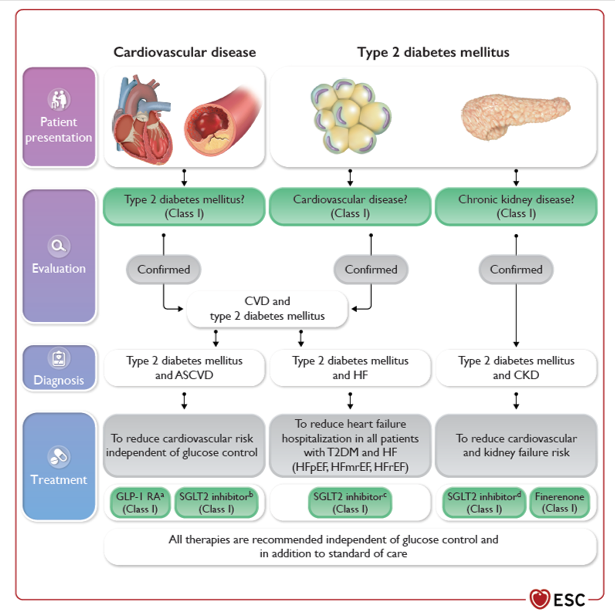 Cardiovascular disease
Type 2 diabetes mellitus
Patient
presentation
Type 2 diabetes mellitus?
(Class I)
Cardiovascular disease?
(Class I)
Chronic kidney disease?
(Class I)
Evaluation
Confirmed
Confirmed
Confirmed
CVD and
type 2 diabetes mellitus
Diagnosis
Type 2 diabetes mellitus
and ASCVD
Type 2 diabetes mellitus
and HF
Type 2 diabetes mellitus
and CKD
Treatment
To reduce cardiovascular risk
independent of glucose control
To reduce heart failure
hospitalization in all patients
with T2DM and HF
(HFpEF, HFmrEF, HFrEF)
To reduce cardiovascular
and kidney failure risk
GLP-1 RAᵃ
(Class I)
SGLT2 inhibitorᵇ
(Class I)
SGLT2 inhibitorᶜ
(Class I)
SGLT2 inhibitorᵈ
(Class I)
Finerenone
(Class I)
All therapies are recommended independent of glucose control and
in addition to standard of care
ESC